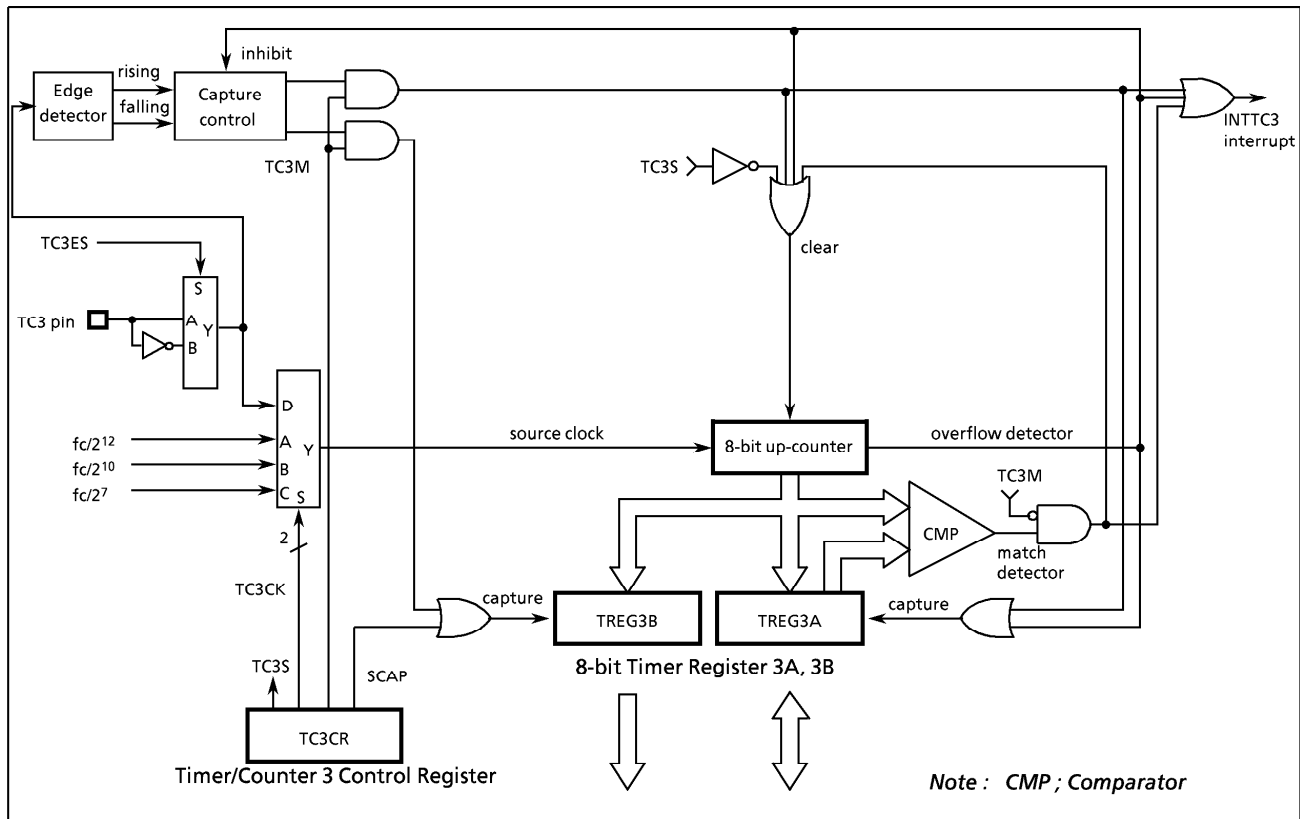 inhibit
rising
falling
Edge
detector
Capture
control
INTTC3
interrupt
TC3M
TC3S
clear
TC3ES
S
A
Y
B
TC3 pin
D
A
Y
B
C
S
fc/2¹²
fc/2¹⁰
fc/2⁷
source clock
8-bit up-counter
overflow detector
TC3M
CMP
match
detector
2
TC3CK
capture
TREG3B
TREG3A
capture
8-bit Timer Register 3A, 3B
TC3S
SCAP
TC3CR
Timer/Counter 3 Control Register
Note : CMP ; Comparator